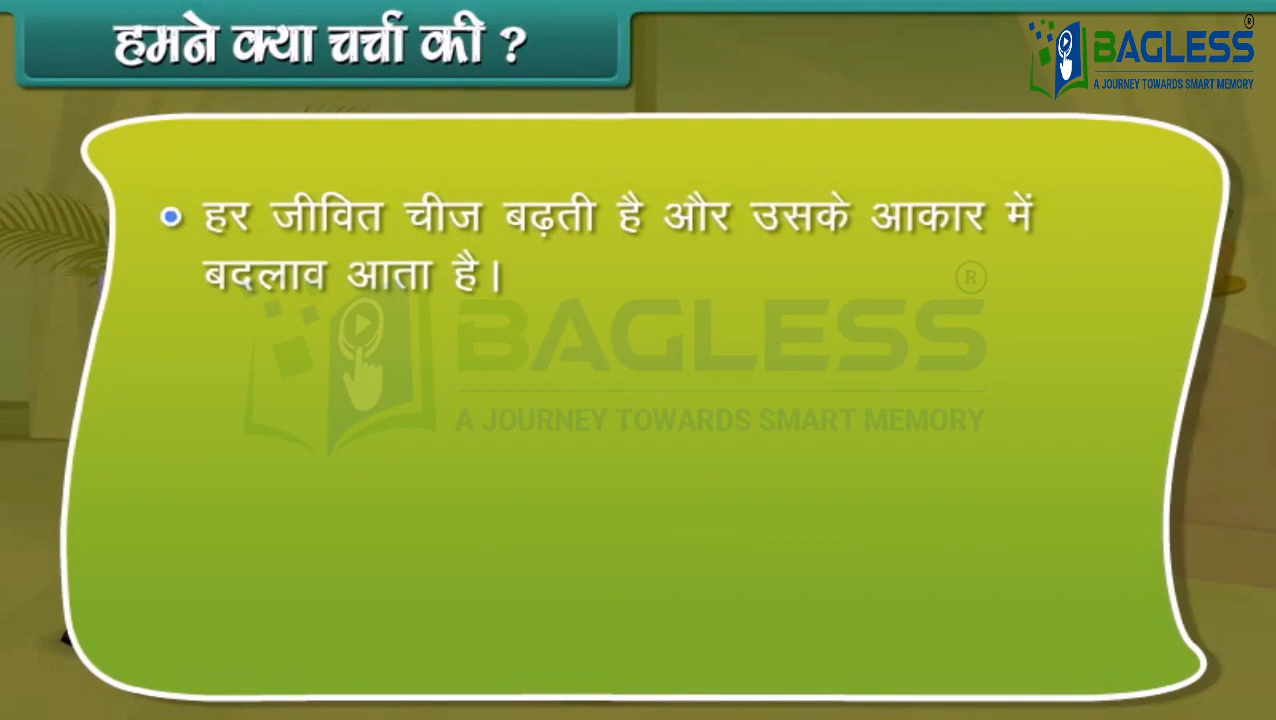 हमने क्या चर्चा की ?
BAGLESS®
A JOURNEY TOWARDS SMART MEMORY
हर जीवित चीज बढ़ती है और उसके आकार में
बदलाव आता है।
BAGLESS®
A JOURNEY TOWARDS SMART MEMORY